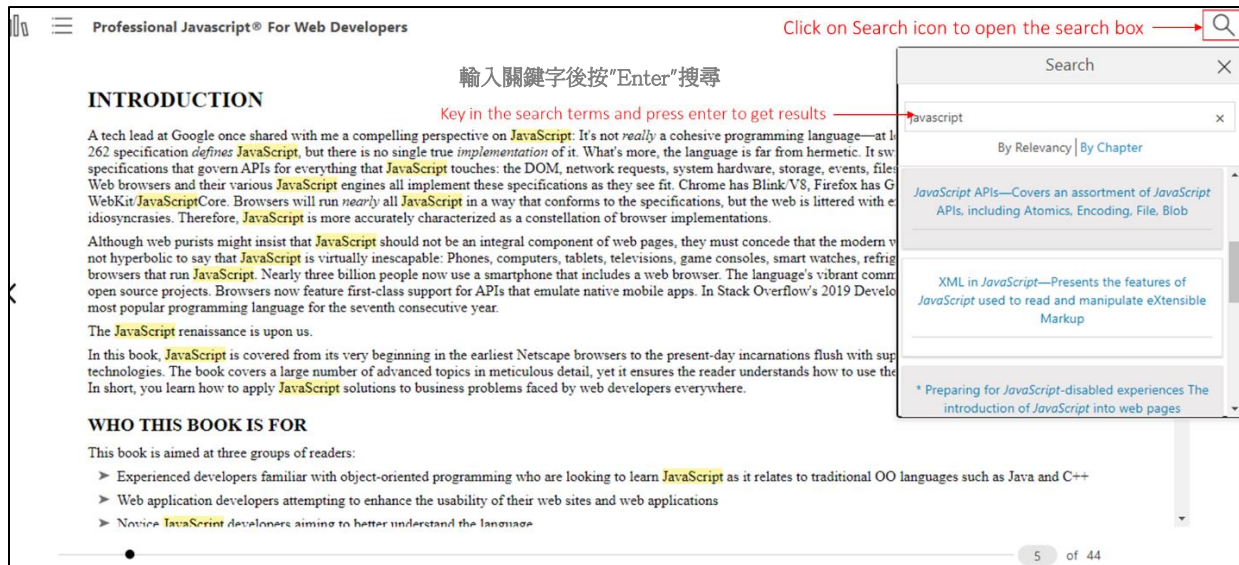 Professional Javascript® For Web Developers
Click on Search icon to open the search box
Search
輸入關鍵字後按"Enter"搜尋
INTRODUCTION
Key in the search terms and press enter to get results
javascript
By Relevancy | By Chapter
A tech lead at Google once shared with me a compelling perspective on JavaScript: It's not really a cohesive programming language—at
262 specification defines JavaScript, but there is no single true implementation of it. What's more, the language is far from hermetic. It
specifications that govern APIs for everything that JavaScript touches: the DOM, network requests, system hardware, storage, events,
Web browsers and their various JavaScript engines all implement these specifications as they see fit. Chrome has Blink/V8, Firefox has
WebKit/JavaScriptCore. Browsers will run nearly all JavaScript in a way that conforms to the specifications, but the web is littered with
idiosyncrasies. Therefore, JavaScript is more accurately characterized as a constellation of browser implementations.
Although web purists might insist that JavaScript should not be an integral component of web pages, they must concede that the modern
not hyperbolic to say that JavaScript is virtually inescapable: Phones, computers, tablets, televisions, game consoles, smart watches,
browsers that run JavaScript. Nearly three billion people now use a smartphone that includes a web browser. The language's vibrant
open source projects. Browsers now feature first-class support for APIs that emulate native mobile apps. In Stack Overflow's 2019
most popular programming language for the seventh consecutive year.
The JavaScript renaissance is upon us.
In this book, JavaScript is covered from its very beginning in the earliest Netscape browsers to the present-day incarnations flush with
technologies. The book covers a large number of advanced topics in meticulous detail, yet it ensures the reader understands how to use
In short, you learn how to apply JavaScript solutions to business problems faced by web developers everywhere.
JavaScript APIs—Covers an assortment of JavaScript
APIs, including Atomics, Encoding, File, Blob
XML in JavaScript—Presents the features of
JavaScript used to read and manipulate eXtensible
Markup
* Preparing for JavaScript-disabled experiences The
introduction of JavaScript into web pages
WHO THIS BOOK IS FOR
This book is aimed at three groups of readers:
➤ Experienced developers familiar with object-oriented programming who are looking to learn JavaScript as it relates to traditional OO languages such as Java and C++
➤ Web application developers attempting to enhance the usability of their web sites and web applications
➤ Novice JavaScript developers aiming to better understand the language
5 of 44